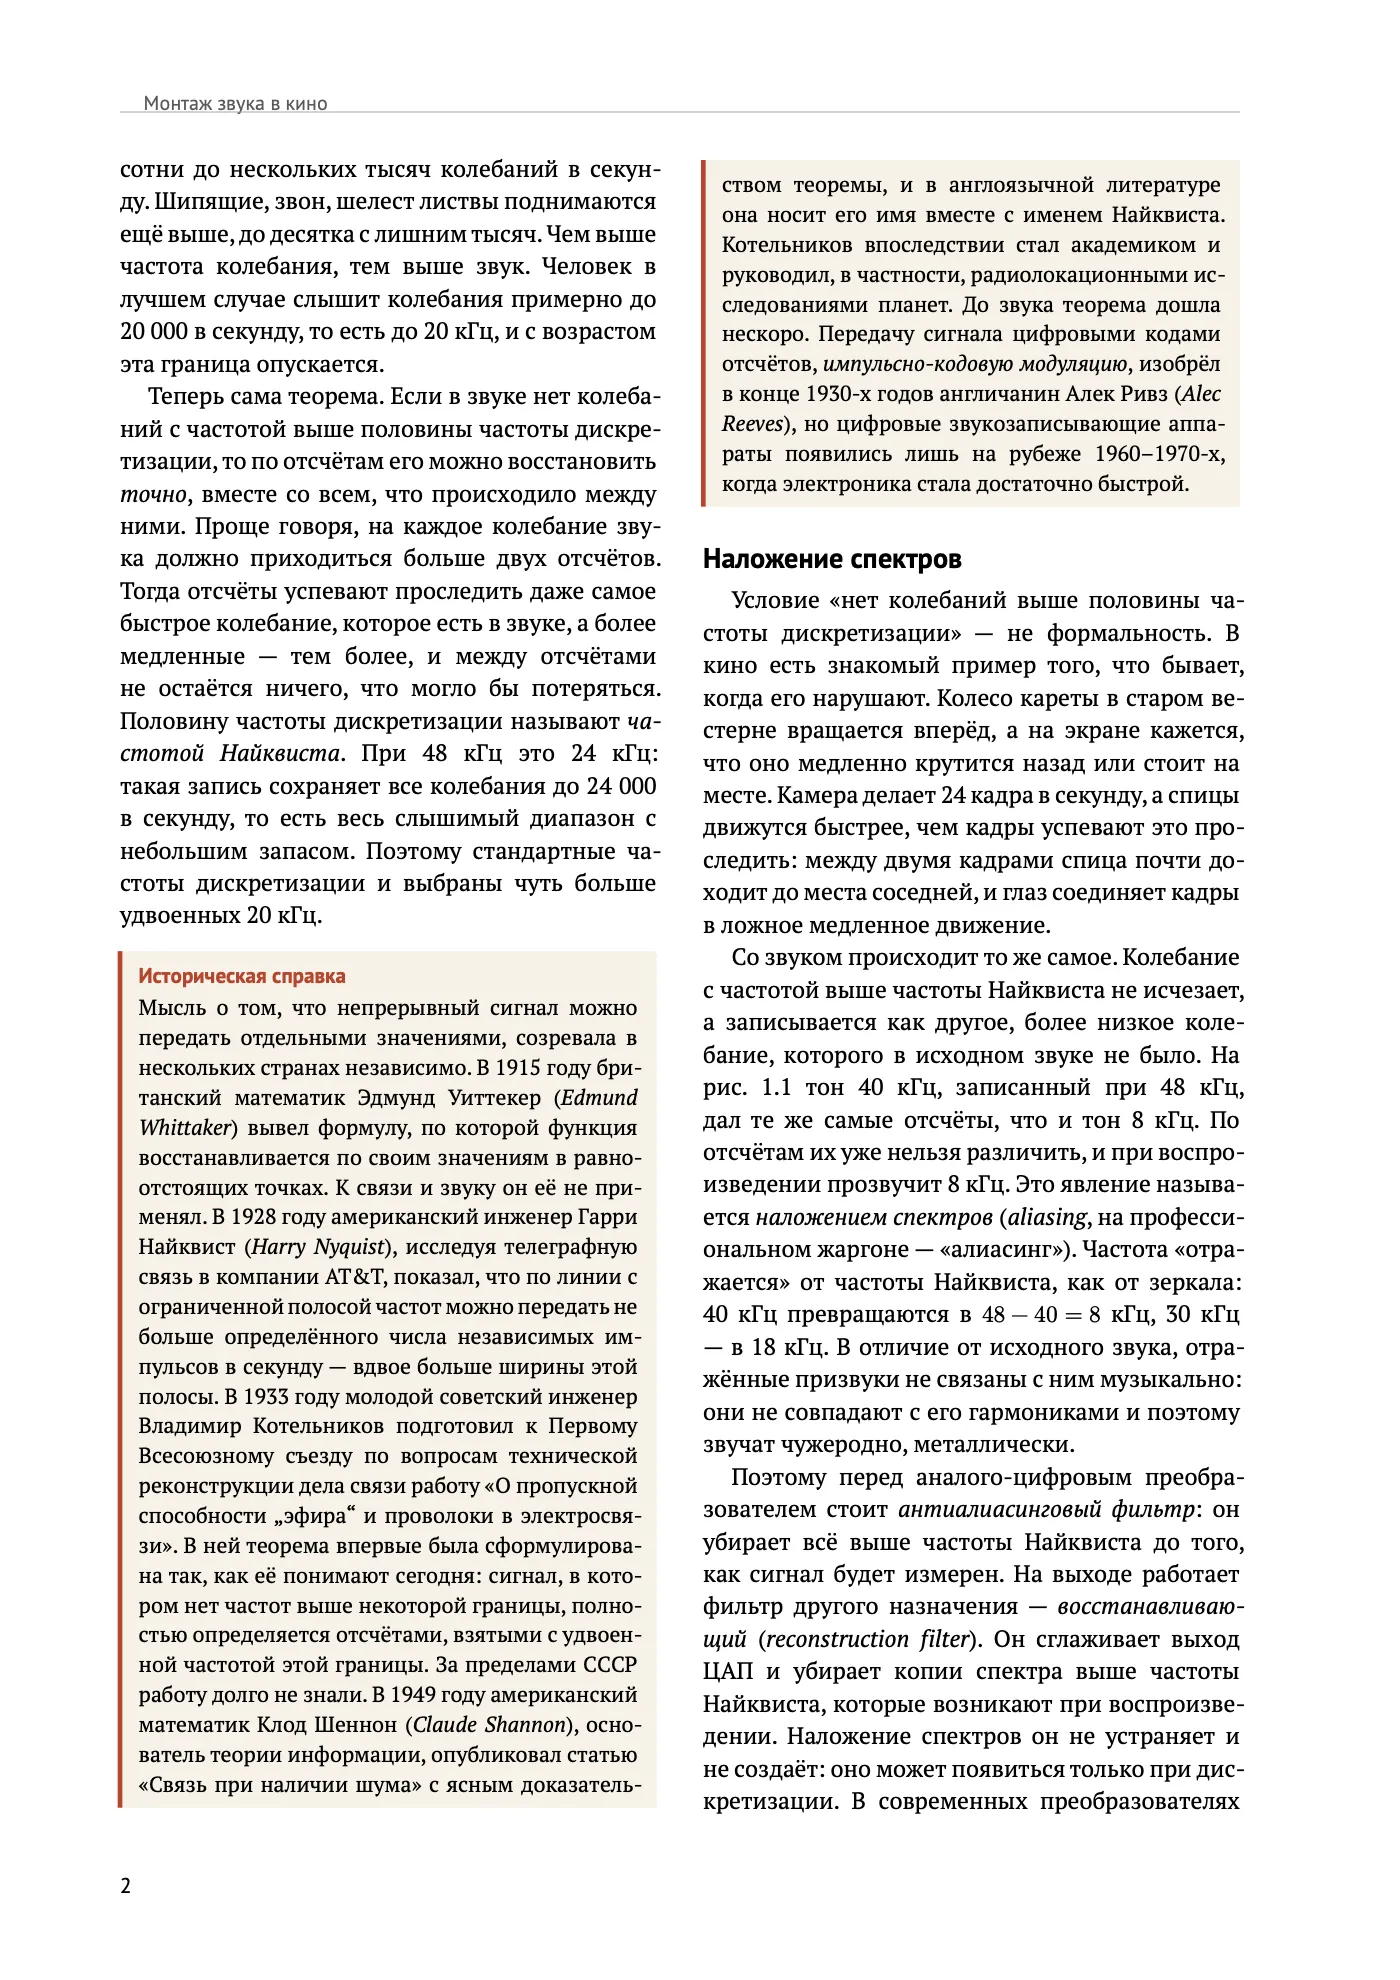 Монтаж звука в кино
сотни до нескольких тысяч колебаний в секун-
ду. Шипящие, звон, шелест листвы поднимаются
ещё выше, до десятка с лишним тысяч. Чем выше
частота колебания, тем выше звук. Человек в
лучшем случае слышит колебания примерно до
20 000 в секунду, то есть до 20 кГц, и с возрастом
эта граница опускается.
Теперь сама теорема. Если в звуке нет колеба-
ний с частотой выше половины частоты дискре-
тизации, то по отсчётам его можно восстановить
точно, вместе со всем, что происходило между
ними. Проще говоря, на каждое колебание зву-
ка должно приходиться больше двух отсчётов.
Тогда отсчёты успевают проследить даже самое
быстрое колебание, которое есть в звуке, а более
медленные — тем более, и между отсчётами
не остаётся ничего, что могло бы потеряться.
Половину частоты дискретизации называют ча-
стотой Найквиста. При 48 кГц это 24 кГц:
такая запись сохраняет все колебания до 24 000
в секунду, то есть весь слышимый диапазон с
небольшим запасом. Поэтому стандартные ча-
стоты дискретизации и выбраны чуть больше
удвоенных 20 кГц.
Историческая справка
Мысль о том, что непрерывный сигнал можно
передать отдельными значениями, созревала в
нескольких странах независимо. В 1915 году бри-
танский математик Эдмунд Уиттекер (Edmund
Whittaker) вывел формулу, по которой функция
восстанавливается по своим значениям в равно-
отстоящих точках. К связи и звуку он её не при-
менял. В 1928 году американский инженер Гарри
Найквист (Harry Nyquist), исследуя телеграфную
связь в компании AT&T, показал, что по линии с
ограниченной полосой частот можно передать не
больше определённого числа независимых им-
пульсов в секунду — вдвое больше ширины этой
полосы. В 1933 году молодой советский инженер
Владимир Котельников подготовил к Первому
Всесоюзному съезду по вопросам технической
реконструкции дела связи работу «О пропускной
способности „эфира“ и проволоки в электросвя-
зи». В ней теорема впервые была сформулирова-
на так, как её понимают сегодня: сигнал, в кото-
ром нет частот выше некоторой границы, полно-
стью определяется отсчётами, взятыми с удвоен-
ной частотой этой границы. За пределами СССР
работу долго не знали. В 1949 году американский
математик Клод Шеннон (Claude Shannon), осно-
ватель теории информации, опубликовал статью
«Связь при наличии шума» с ясным доказатель-
ством теоремы, и в англоязычной литературе
она носит его имя вместе с именем Найквиста.
Котельников впоследствии стал академиком и
руководил, в частности, радиолокационными ис-
следованиями планет. До звука теорема дошла
нескоро. Передачу сигнала цифровыми кодами
отсчётов, импульсно-кодовую модуляцию, изобрёл
в конце 1930-х годов англичанин Алек Ривз (Alec
Reeves), но цифровые звукозаписывающие аппа-
раты появились лишь на рубеже 1960–1970-х,
когда электроника стала достаточно быстрой.
Наложение спектров
Условие «нет колебаний выше половины ча-
стоты дискретизации» — не формальность. В
кино есть знакомый пример того, что бывает,
когда его нарушают. Колесо кареты в старом ве-
стерне вращается вперёд, а на экране кажется,
что оно медленно крутится назад или стоит на
месте. Камера делает 24 кадра в секунду, а спицы
движутся быстрее, чем кадры успевают это про-
следить: между двумя кадрами спица почти до-
ходит до места соседней, и глаз соединяет кадры
в ложное медленное движение.
Со звуком происходит то же самое. Колебание
с частотой выше частоты Найквиста не исчезает,
а записывается как другое, более низкое коле-
бание, которого в исходном звуке не было. На
рис. 1.1 тон 40 кГц, записанный при 48 кГц,
дал те же самые отсчёты, что и тон 8 кГц. По
отсчётам их уже нельзя различить, и при воспро-
изведении прозвучит 8 кГц. Это явление называ-
ется наложением спектров (aliasing, на професси-
ональном жаргоне — «алиасинг»). Частота «отра-
жается» от частоты Найквиста, как от зеркала:
40 кГц превращаются в 48 − 40 = 8 кГц, 30 кГц
— в 18 кГц. В отличие от исходного звука, отра-
жённые призвуки не связаны с ним музыкально:
они не совпадают с его гармониками и поэтому
звучат чужеродно, металлически.
Поэтому перед аналого-цифровым преобра-
зователем стоит антиалиасинговый фильтр: он
убирает всё выше частоты Найквиста до того,
как сигнал будет измерен. На выходе работает
фильтр другого назначения — восстанавливаю-
щий (reconstruction filter). Он сглаживает выход
ЦАП и убирает копии спектра выше частоты
Найквиста, которые возникают при воспроизве-
дении. Наложение спектров он не устраняет и
не создаёт: оно может появиться только при дис-
кретизации. В современных преобразователях
2